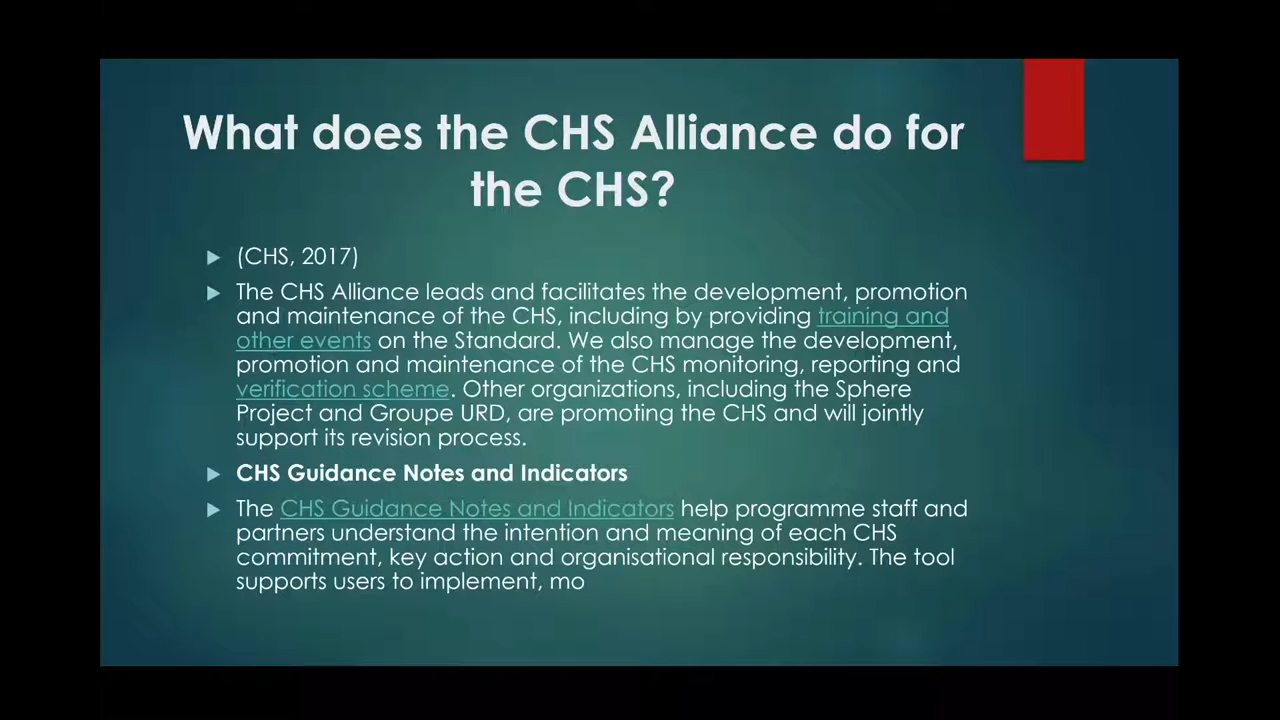 What does the CHS Alliance do for
the CHS?
(CHS, 2017)
The CHS Alliance leads and facilitates the development, promotion
and maintenance of the CHS, including by providing training and
other events on the Standard. We also manage the development,
promotion and maintenance of the CHS monitoring, reporting and
verification scheme. Other organizations, including the Sphere
Project and Groupe URD, are promoting the CHS and will jointly
support its revision process.
CHS Guidance Notes and Indicators
The CHS Guidance Notes and Indicators help programme staff and
partners understand the intention and meaning of each CHS
commitment, key action and organisational responsibility. The tool
supports users to implement, mo